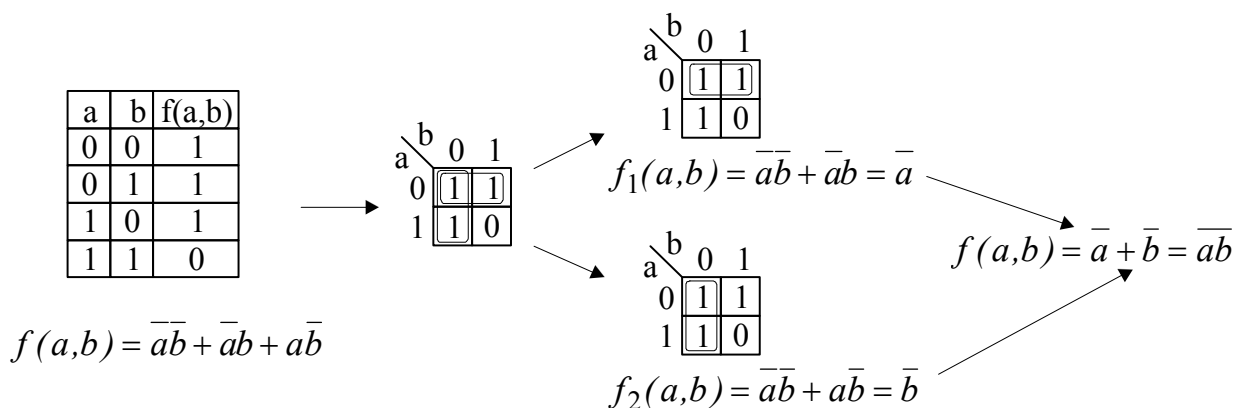 a b f(a,b)
0 0 1
0 1 1
1 0 1
1 1 0
f(a,b) = a̅b̅ + a̅b + ab̅
b
a 0 1
0 1 1
1 1 0
b
a 0 1
0 1 1
1 1 0
f₁(a,b) = a̅b̅ + a̅b = a̅
b
a 0 1
0 1 1
1 1 0
f₂(a,b) = a̅b̅ + ab̅ = b̅
f(a,b) = a̅ + b̅ = a̅b̅